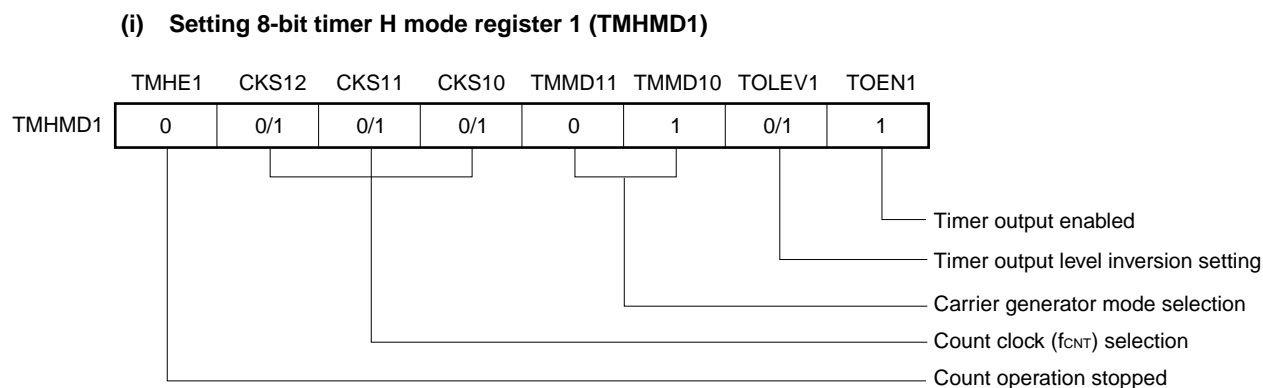 (i) Setting 8-bit timer H mode register 1 (TMHMD1)
TMHE1 CKS12 CKS11 CKS10 TMMD11 TMMD10 TOLEV1 TOEN1
TMHMD1 0 0/1 0/1 0/1 0 1 0/1 1
Timer output enabled
Timer output level inversion setting
Carrier generator mode selection
Count clock (fCNT) selection
Count operation stopped